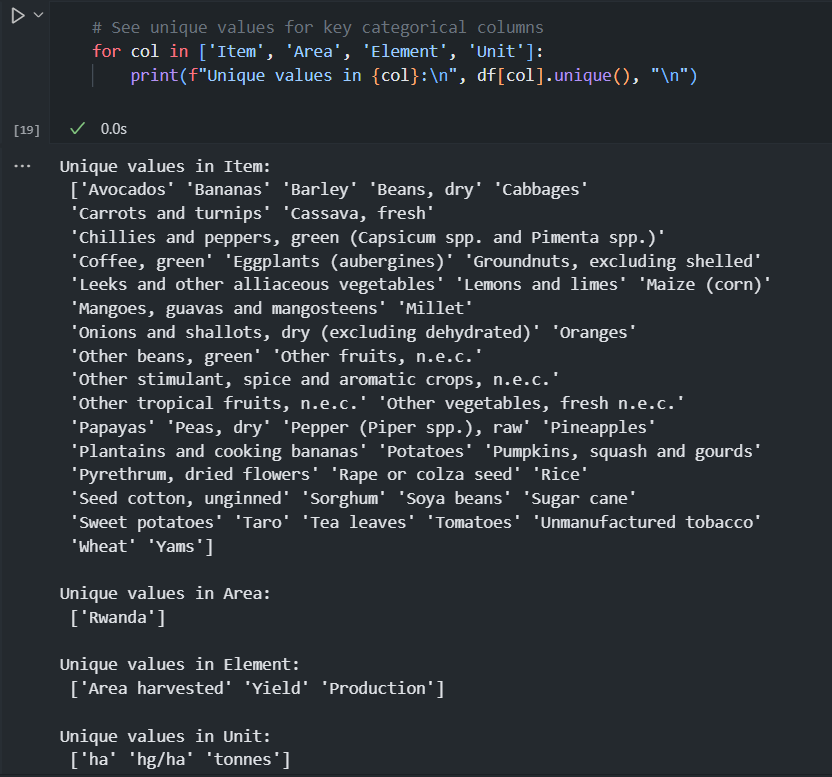 # See unique values for key categorical columns
for col in ['Item', 'Area', 'Element', 'Unit']:
    print(f"Unique values in {col}:\n", df[col].unique(), "\n")
[19]
0.0s
...
Unique values in Item:
 ['Avocados' 'Bananas' 'Barley' 'Beans, dry' 'Cabbages'
 'Carrots and turnips' 'Cassava, fresh'
 'Chillies and peppers, green (Capsicum spp. and Pimenta spp.)'
 'Coffee, green' 'Eggplants (aubergines)' 'Groundnuts, excluding shelled'
 'Leeks and other alliaceous vegetables' 'Lemons and limes' 'Maize (corn)'
 'Mangoes, guavas and mangosteens' 'Millet'
 'Onions and shallots, dry (excluding dehydrated)' 'Oranges'
 'Other beans, green' 'Other fruits, n.e.c.'
 'Other stimulant, spice and aromatic crops, n.e.c.'
 'Other tropical fruits, n.e.c.' 'Other vegetables, fresh n.e.c.'
 'Papayas' 'Peas, dry' 'Pepper (Piper spp.), raw' 'Pineapples'
 'Plantains and cooking bananas' 'Potatoes' 'Pumpkins, squash and gourds'
 'Pyrethrum, dried flowers' 'Rape or colza seed' 'Rice'
 'Seed cotton, unginned' 'Sorghum' 'Soya beans' 'Sugar cane'
 'Sweet potatoes' 'Taro' 'Tea leaves' 'Tomatoes' 'Unmanufactured tobacco'
 'Wheat' 'Yams']
Unique values in Area:
 ['Rwanda']
Unique values in Element:
 ['Area harvested' 'Yield' 'Production']
Unique values in Unit:
 ['ha' 'hg/ha' 'tonnes']